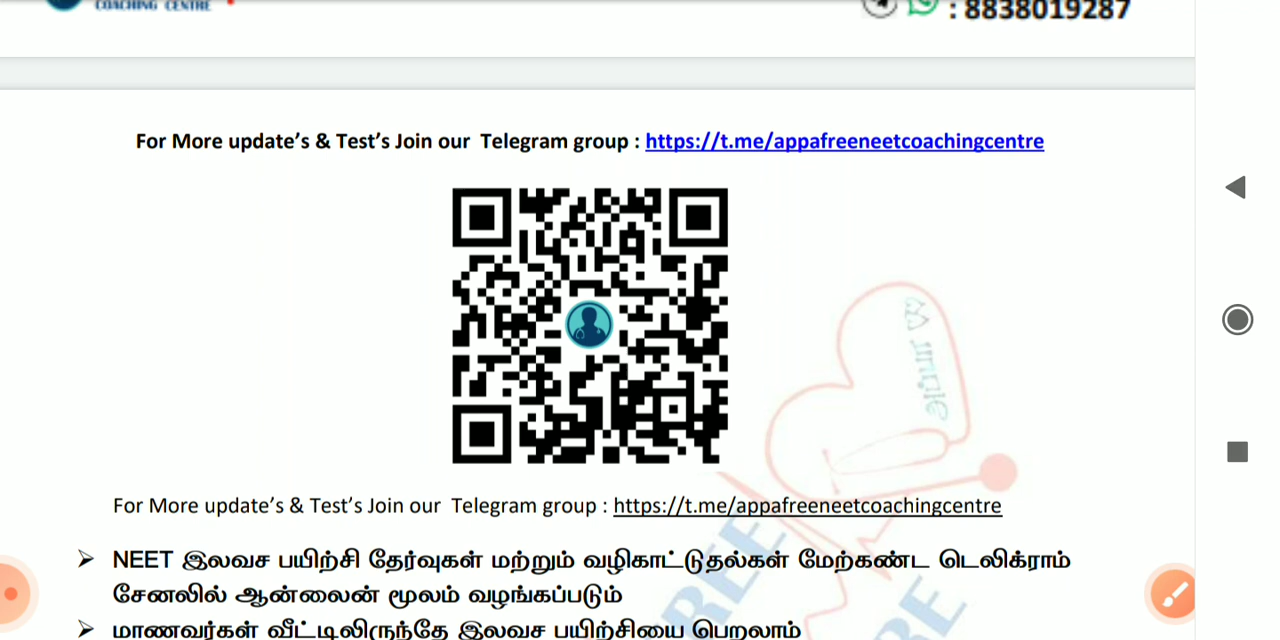 COACHING CENTRE
: 8838019287
For More update's & Test's Join our Telegram group : https://t.me/appafreeneetcoachingcentre
அப்பா W
For More update's & Test's Join our Telegram group : https://t.me/appafreeneetcoachingcentre
➢ NEET இலவச பயிற்சி தேர்வுகள் மற்றும் வழிகாட்டுதல்கள் மேற்கண்ட டெலிக்ராம்
சேனலில் ஆன்லைன் மூலம் வழங்கப்படும்
➢ மாணவர்கள் வீட்டிலிருந்தே இலவச பயிற்சியை பெறலாம்